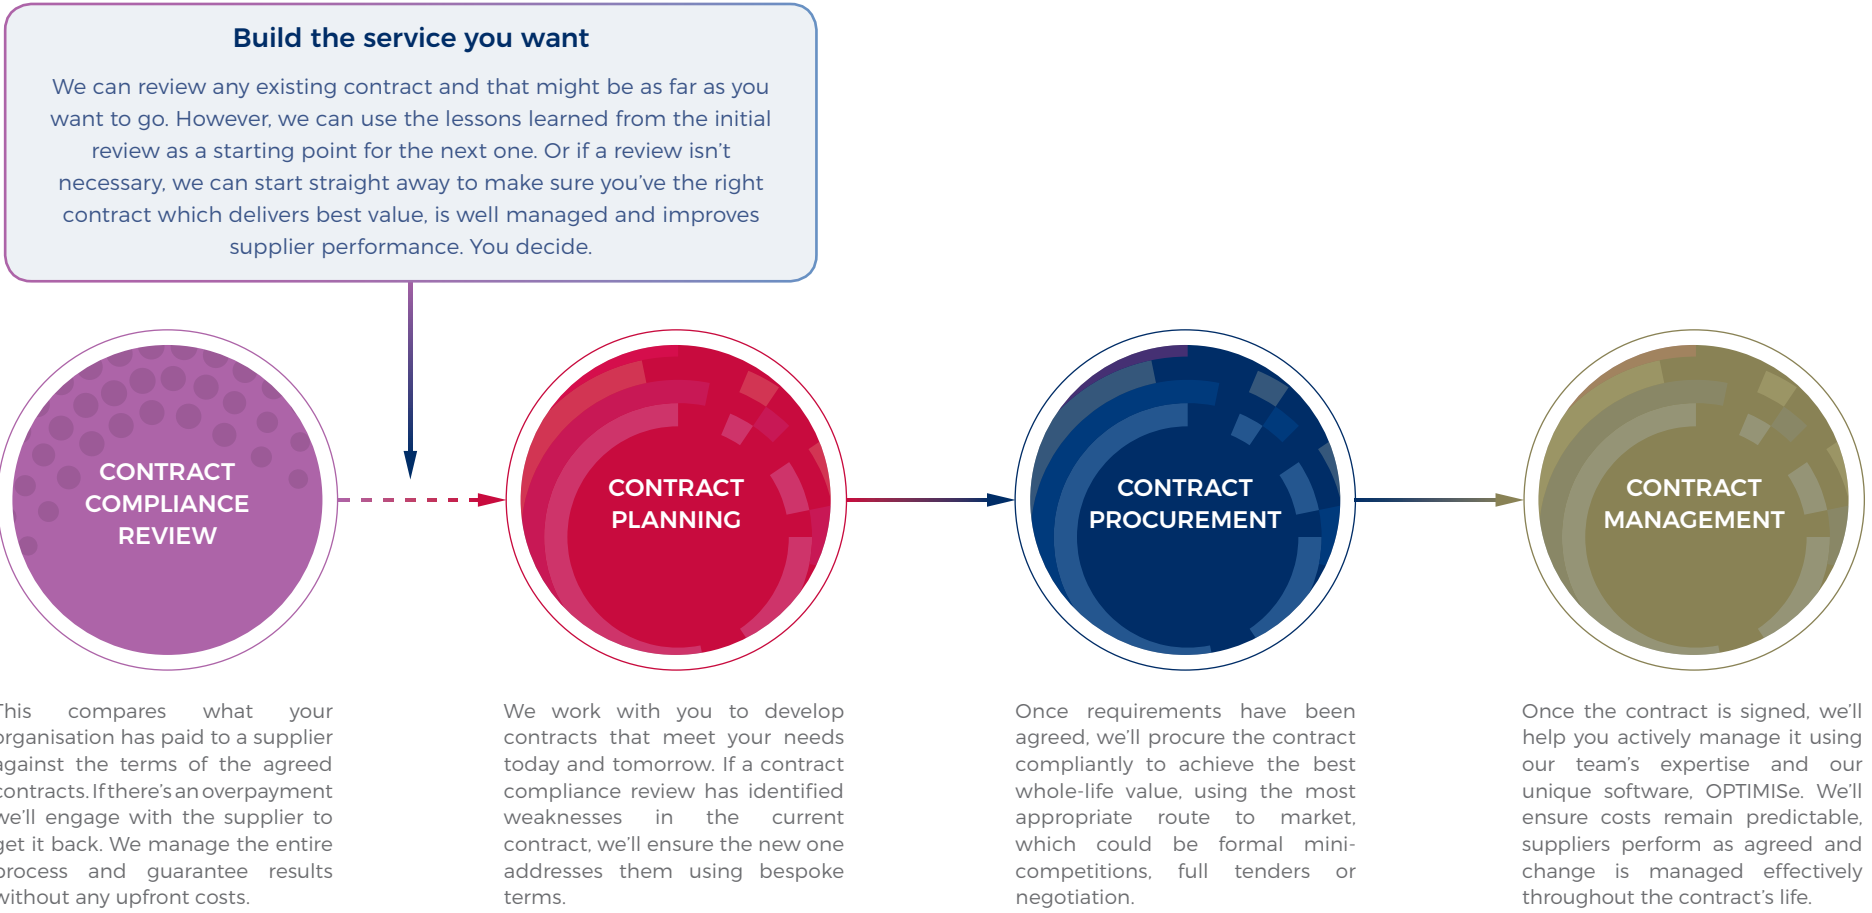 Build the service you want
We can review any existing contract and that might be as far as you
want to go. However, we can use the lessons learned from the initial
review as a starting point for the next one. Or if a review isn't
necessary, we can start straight away to make sure you've the right
contract which delivers best value, is well managed and improves
supplier performance. You decide.
CONTRACT
COMPLIANCE
REVIEW
This compares what your
organisation has paid to a supplier
against the terms of the agreed
contracts. If there's an overpayment
we'll engage with the supplier to
get it back. We manage the entire
process and guarantee results
without any upfront costs.
CONTRACT
PLANNING
We work with you to develop
contracts that meet your needs
today and tomorrow. If a contract
compliance review has identified
weaknesses in the current
contract, we'll ensure the new one
addresses them using bespoke
terms.
CONTRACT
PROCUREMENT
Once requirements have been
agreed, we'll procure the contract
compliantly to achieve the best
whole-life value, using the most
appropriate route to market,
which could be formal mini-
competitions, full tenders or
negotiation.
CONTRACT
MANAGEMENT
Once the contract is signed, we'll
help you actively manage it using
our team's expertise and our
unique software, OPTIMISe. We'll
ensure costs remain predictable,
suppliers perform as agreed and
change is managed effectively
throughout the contract's life.